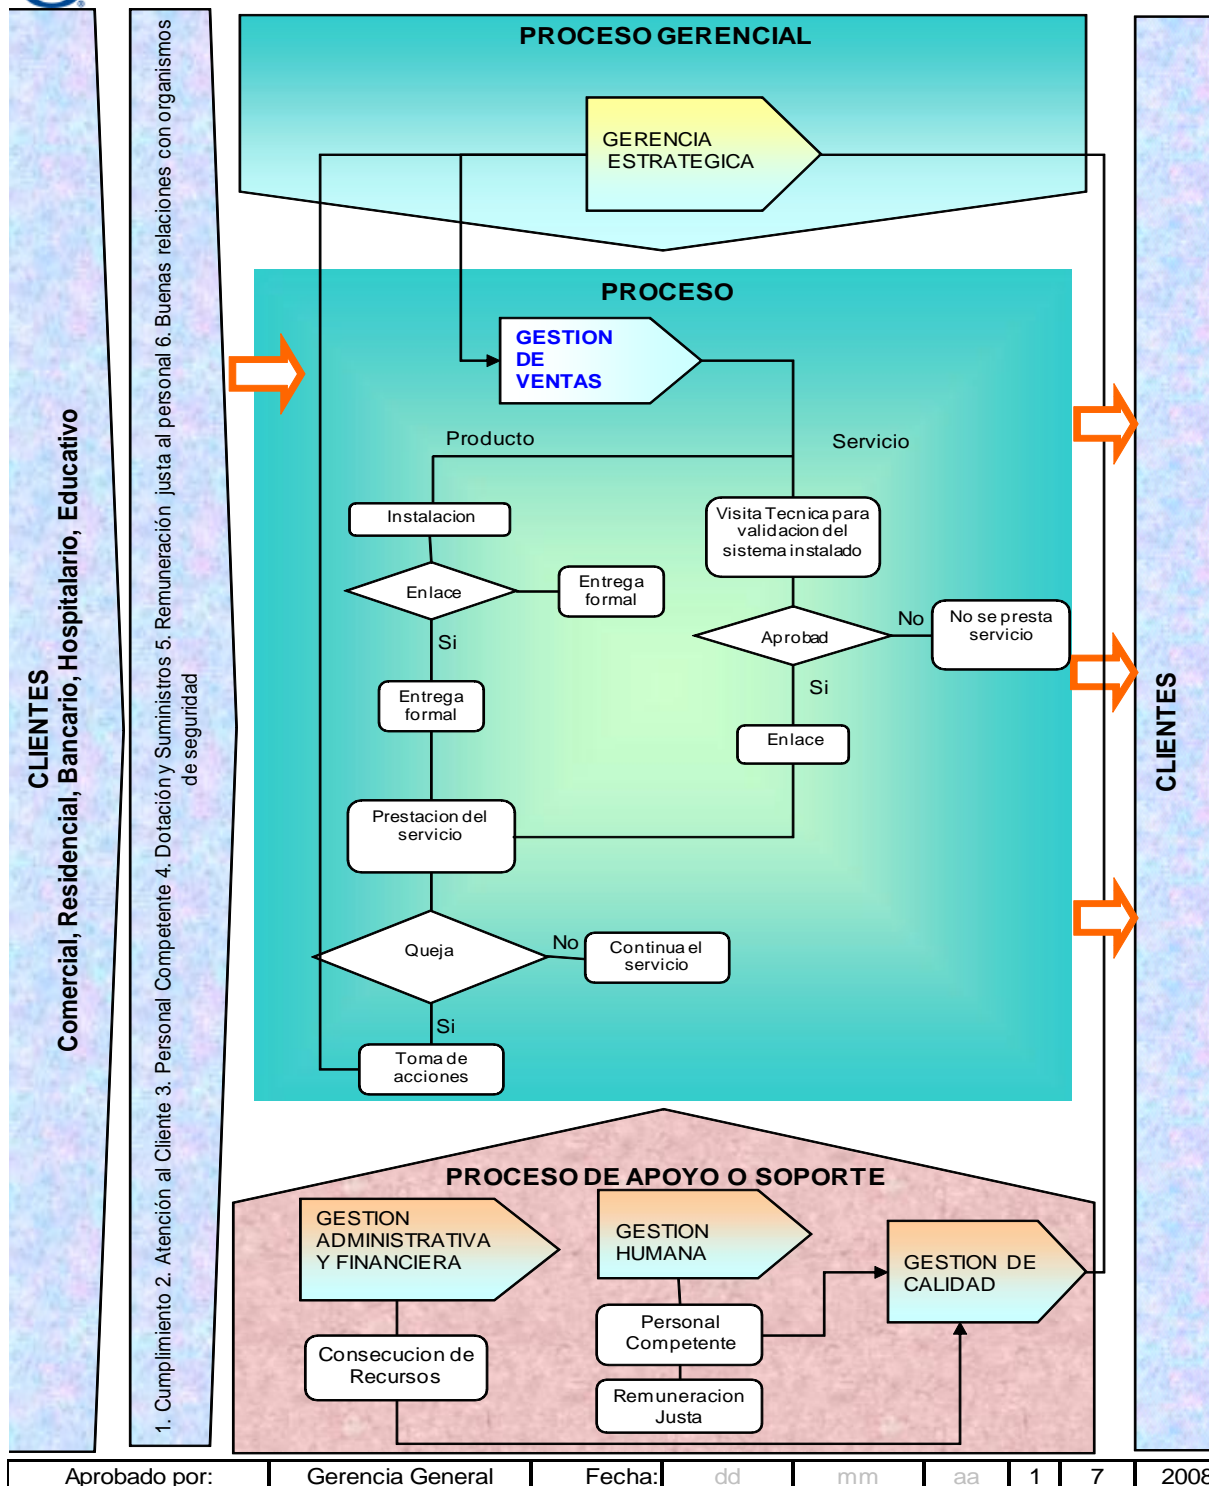 PROCESO GERENCIAL
GERENCIA
ESTRATEGICA
CLIENTES
Comercial, Residencial, Bancario, Hospitalario, Educativo
1. Cumplimiento 2. Atención al Cliente 3. Personal Competente 4. Dotación y Suministros 5. Remuneración justa al personal 6. Buenas relaciones con organismos
de seguridad
PROCESO
GESTION
DE
VENTAS
Producto
Servicio
Instalacion
Visita Tecnica para
validacion del
sistema instalado
Enlace
Entrega
formal
Si
Aprobad
No
No se presta
servicio
Si
Entrega
formal
Enlace
Prestacion del
servicio
Queja
No
Continua el
servicio
Si
Toma de
acciones
CLIENTES
PROCESO DE APOYO O SOPORTE
GESTION
ADMINISTRATIVA
Y FINANCIERA
GESTION
HUMANA
GESTION DE
CALIDAD
Personal
Competente
Consecucion de
Recursos
Remuneracion
Justa
Aprobado por: Gerencia General Fecha: dd mm aa 1 7 2008